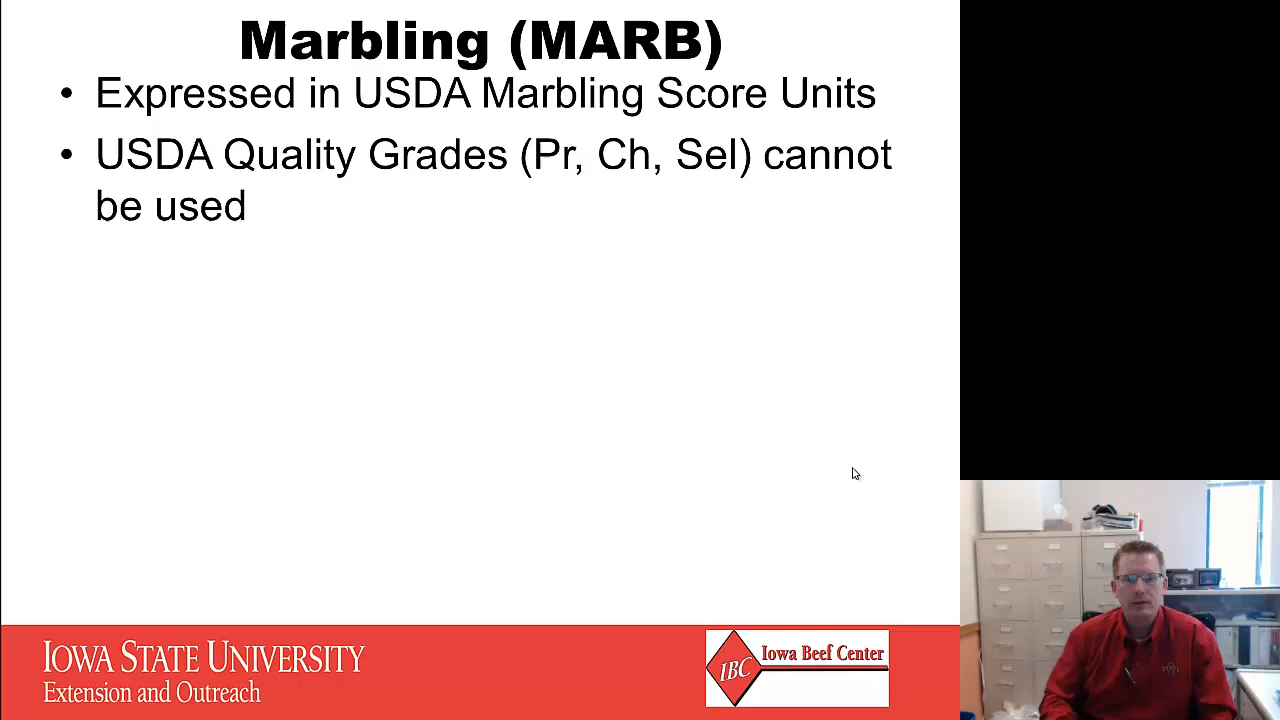 Marbling (MARB)
• Expressed in USDA Marbling Score Units
• USDA Quality Grades (Pr, Ch, Sel) cannot
be used
IOWA STATE UNIVERSITY
Extension and Outreach
IBC
Iowa Beef Center